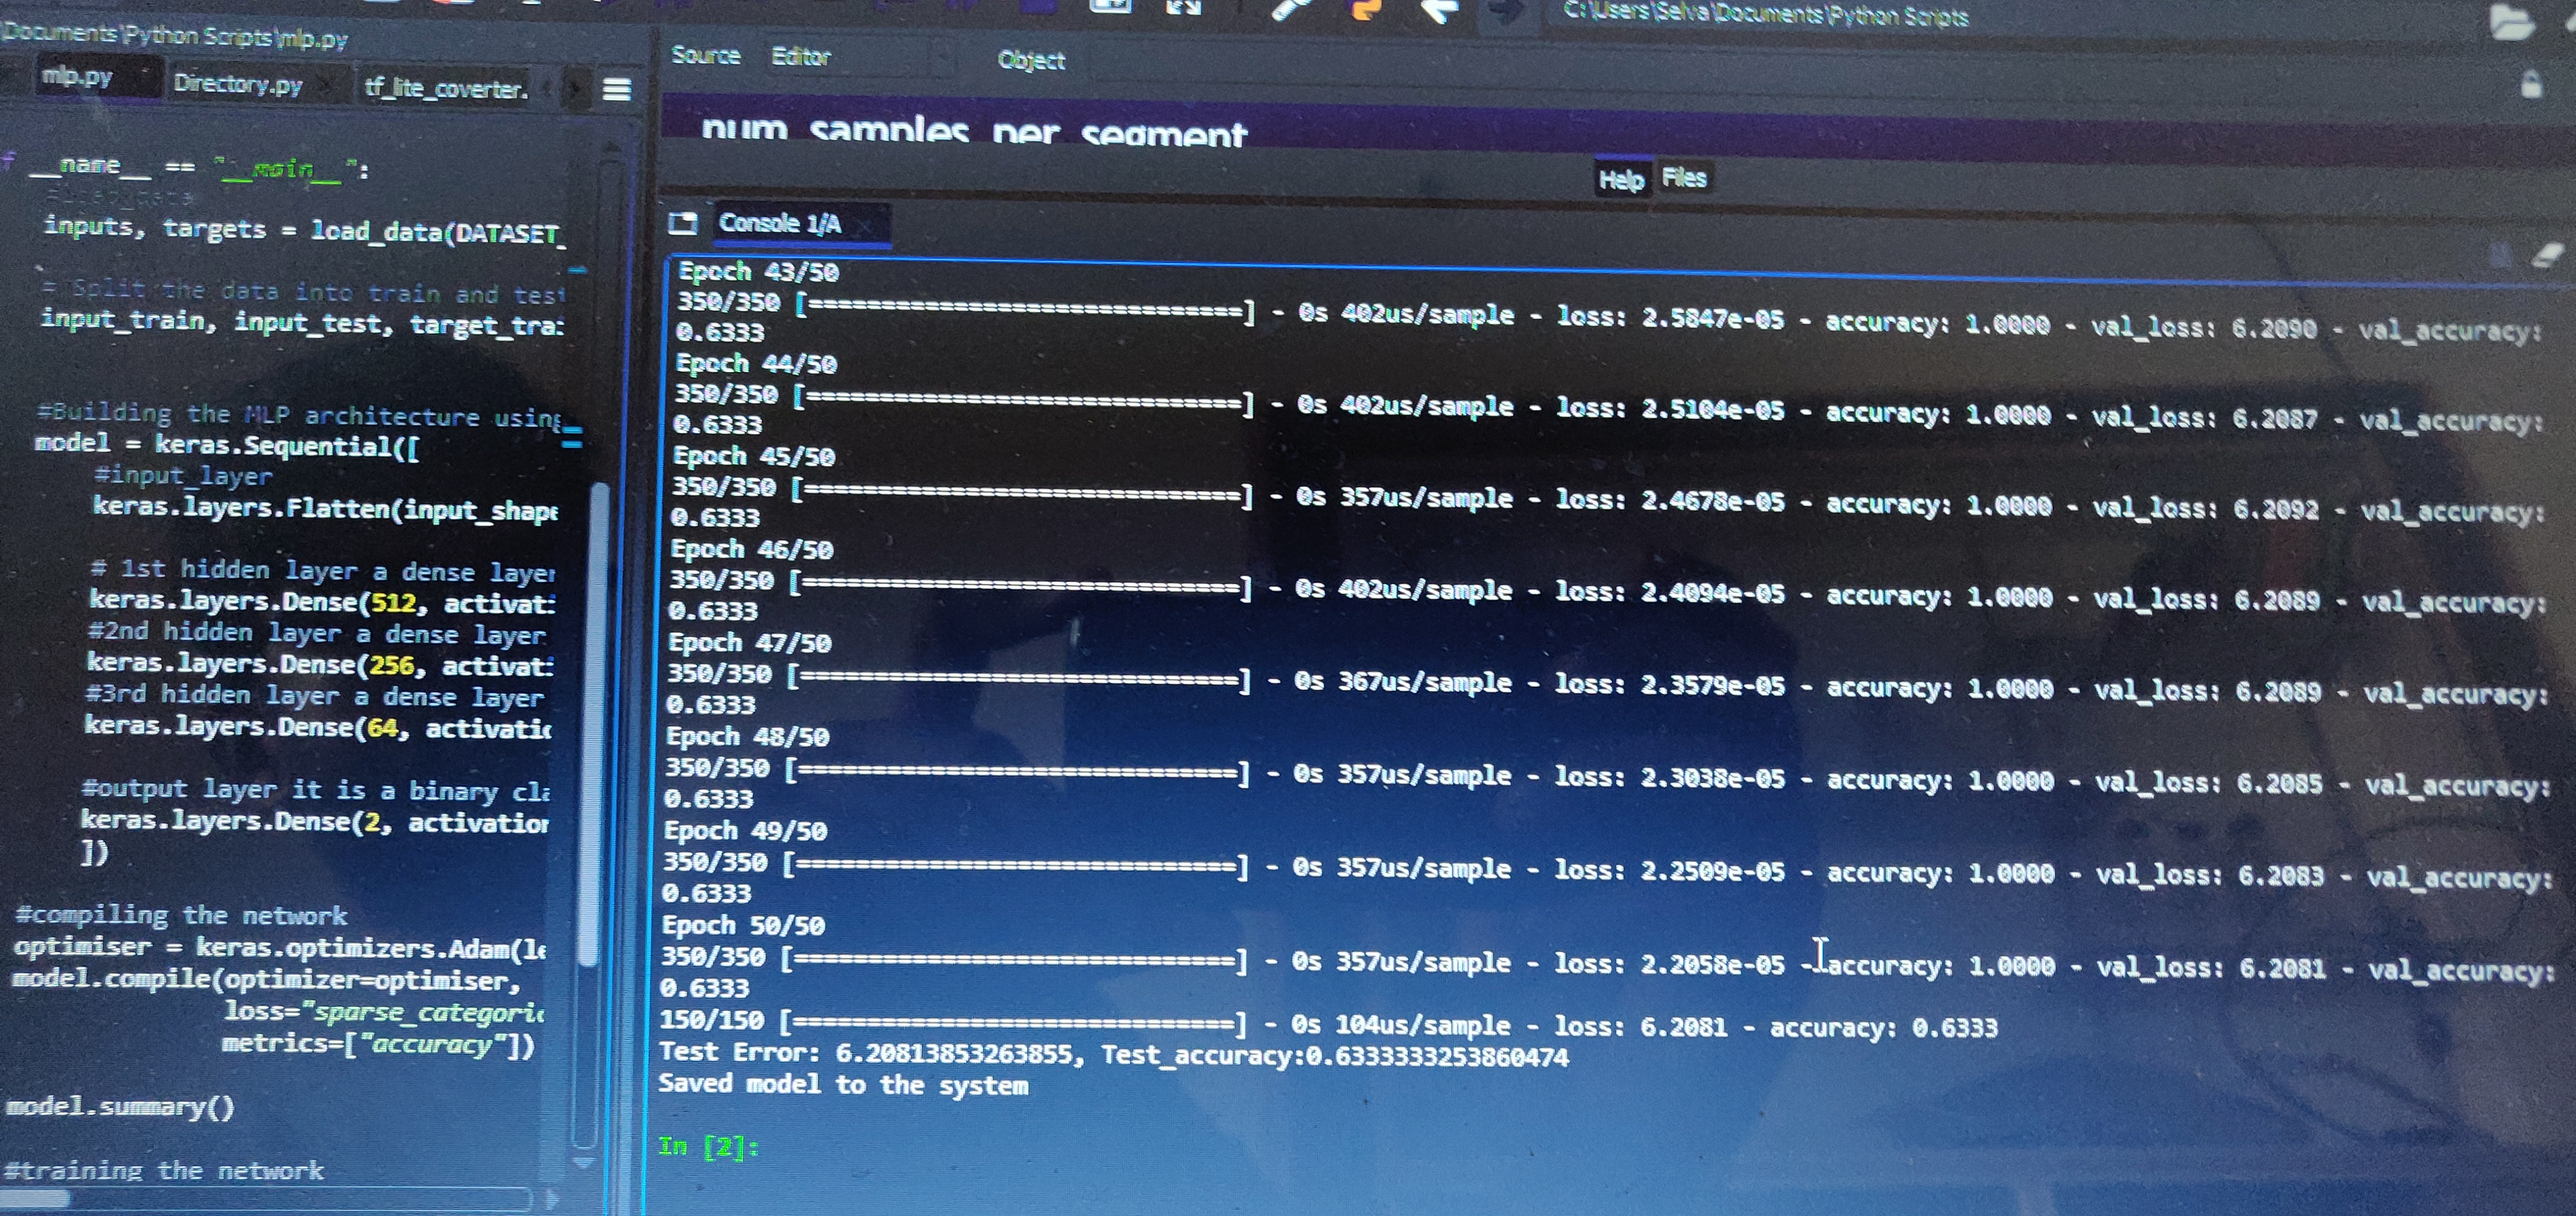 Documents\Python Scripts\mlp.py
mlp.py Directory.py tf_lite_coverter.
__name__ == "__main__":
inputs, targets = load_data(DATASET_
= Split the data into train and test
input_train, input_test, target_tra
#Building the MLP architecture using
model = keras.Sequential([
#input_layer
keras.layers.Flatten(input_shape
# 1st hidden layer a dense layer
keras.layers.Dense(512, activat
#2nd hidden layer a dense layer
keras.layers.Dense(256, activat
#3rd hidden layer a dense layer
keras.layers.Dense(64, activatio
#output layer it is a binary cla
keras.layers.Dense(2, activation
])
#compiling the network
optimiser = keras.optimizers.Adam(le
model.compile(optimizer=optimiser,
loss="sparse_categoric
metrics=["accuracy"])
model.summary()
#training the network
C:\Users\Selva\Documents\Python Scripts
Source Editor Object
num_samples_per_segment
Help Files
Console 1/A
Epoch 43/50
350/350 [==============================] - 0s 402us/sample - loss: 2.5847e-05 - accuracy: 1.0000 - val_loss: 6.2090 - val_accuracy:
0.6333
Epoch 44/50
350/350 [==============================] - 0s 402us/sample - loss: 2.5104e-05 - accuracy: 1.0000 - val_loss: 6.2087 - val_accuracy:
0.6333
Epoch 45/50
350/350 [==============================] - 0s 357us/sample - loss: 2.4678e-05 - accuracy: 1.0000 - val_loss: 6.2092 - val_accuracy:
0.6333
Epoch 46/50
350/350 [==============================] - 0s 402us/sample - loss: 2.4094e-05 - accuracy: 1.0000 - val_loss: 6.2089 - val_accuracy:
0.6333
Epoch 47/50
350/350 [==============================] - 0s 367us/sample - loss: 2.3579e-05 - accuracy: 1.0000 - val_loss: 6.2089 - val_accuracy:
0.6333
Epoch 48/50
350/350 [==============================] - 0s 357us/sample - loss: 2.3038e-05 - accuracy: 1.0000 - val_loss: 6.2085 - val_accuracy:
0.6333
Epoch 49/50
350/350 [==============================] - 0s 357us/sample - loss: 2.2509e-05 - accuracy: 1.0000 - val_loss: 6.2083 - val_accuracy:
0.6333
Epoch 50/50
350/350 [==============================] - 0s 357us/sample - loss: 2.2058e-05 - accuracy: 1.0000 - val_loss: 6.2081 - val_accuracy:
0.6333
150/150 [==============================] - 0s 104us/sample - loss: 6.2081 - accuracy: 0.6333
Test Error: 6.20813853263855, Test_accuracy:0.6333333253860474
Saved model to the system
In [2]: